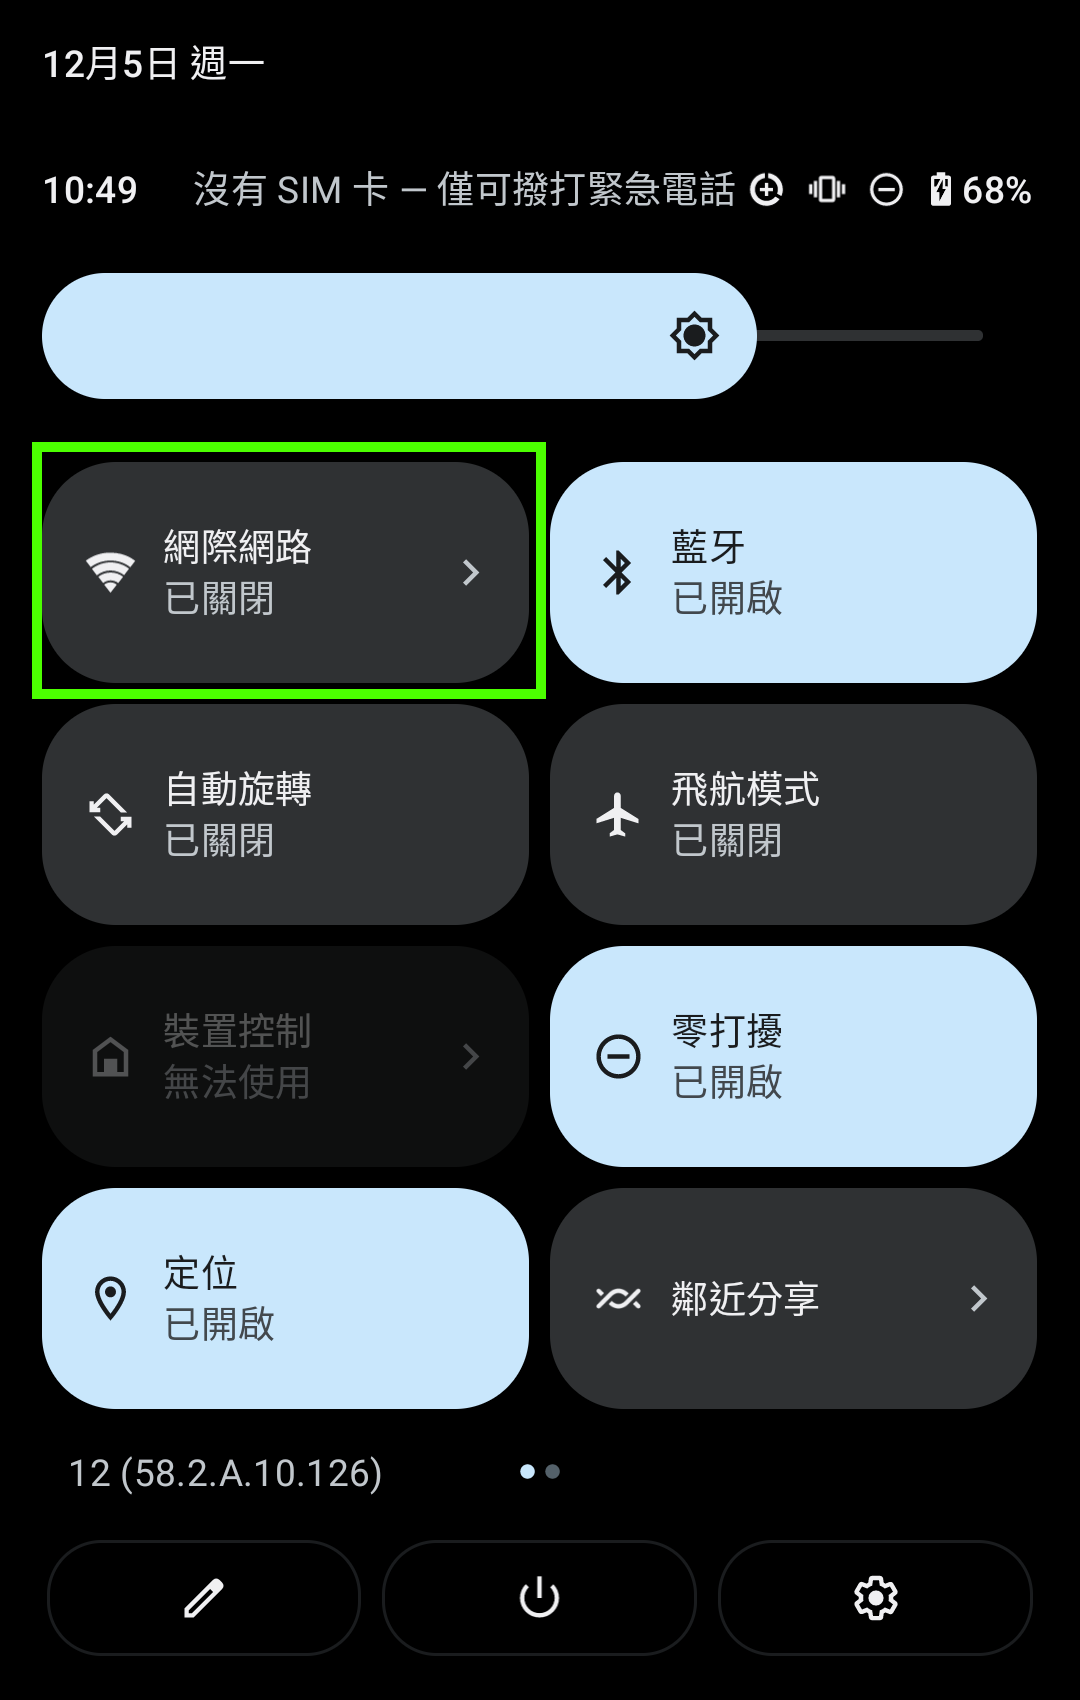 12月5日 週一
10:49 沒有 SIM 卡 — 僅可撥打緊急電話 68%
網際網路
已關閉
藍牙
已開啟
自動旋轉
已關閉
飛航模式
已關閉
裝置控制
無法使用
零打擾
已開啟
定位
已開啟
鄰近分享
12 (58.2.A.10.126)